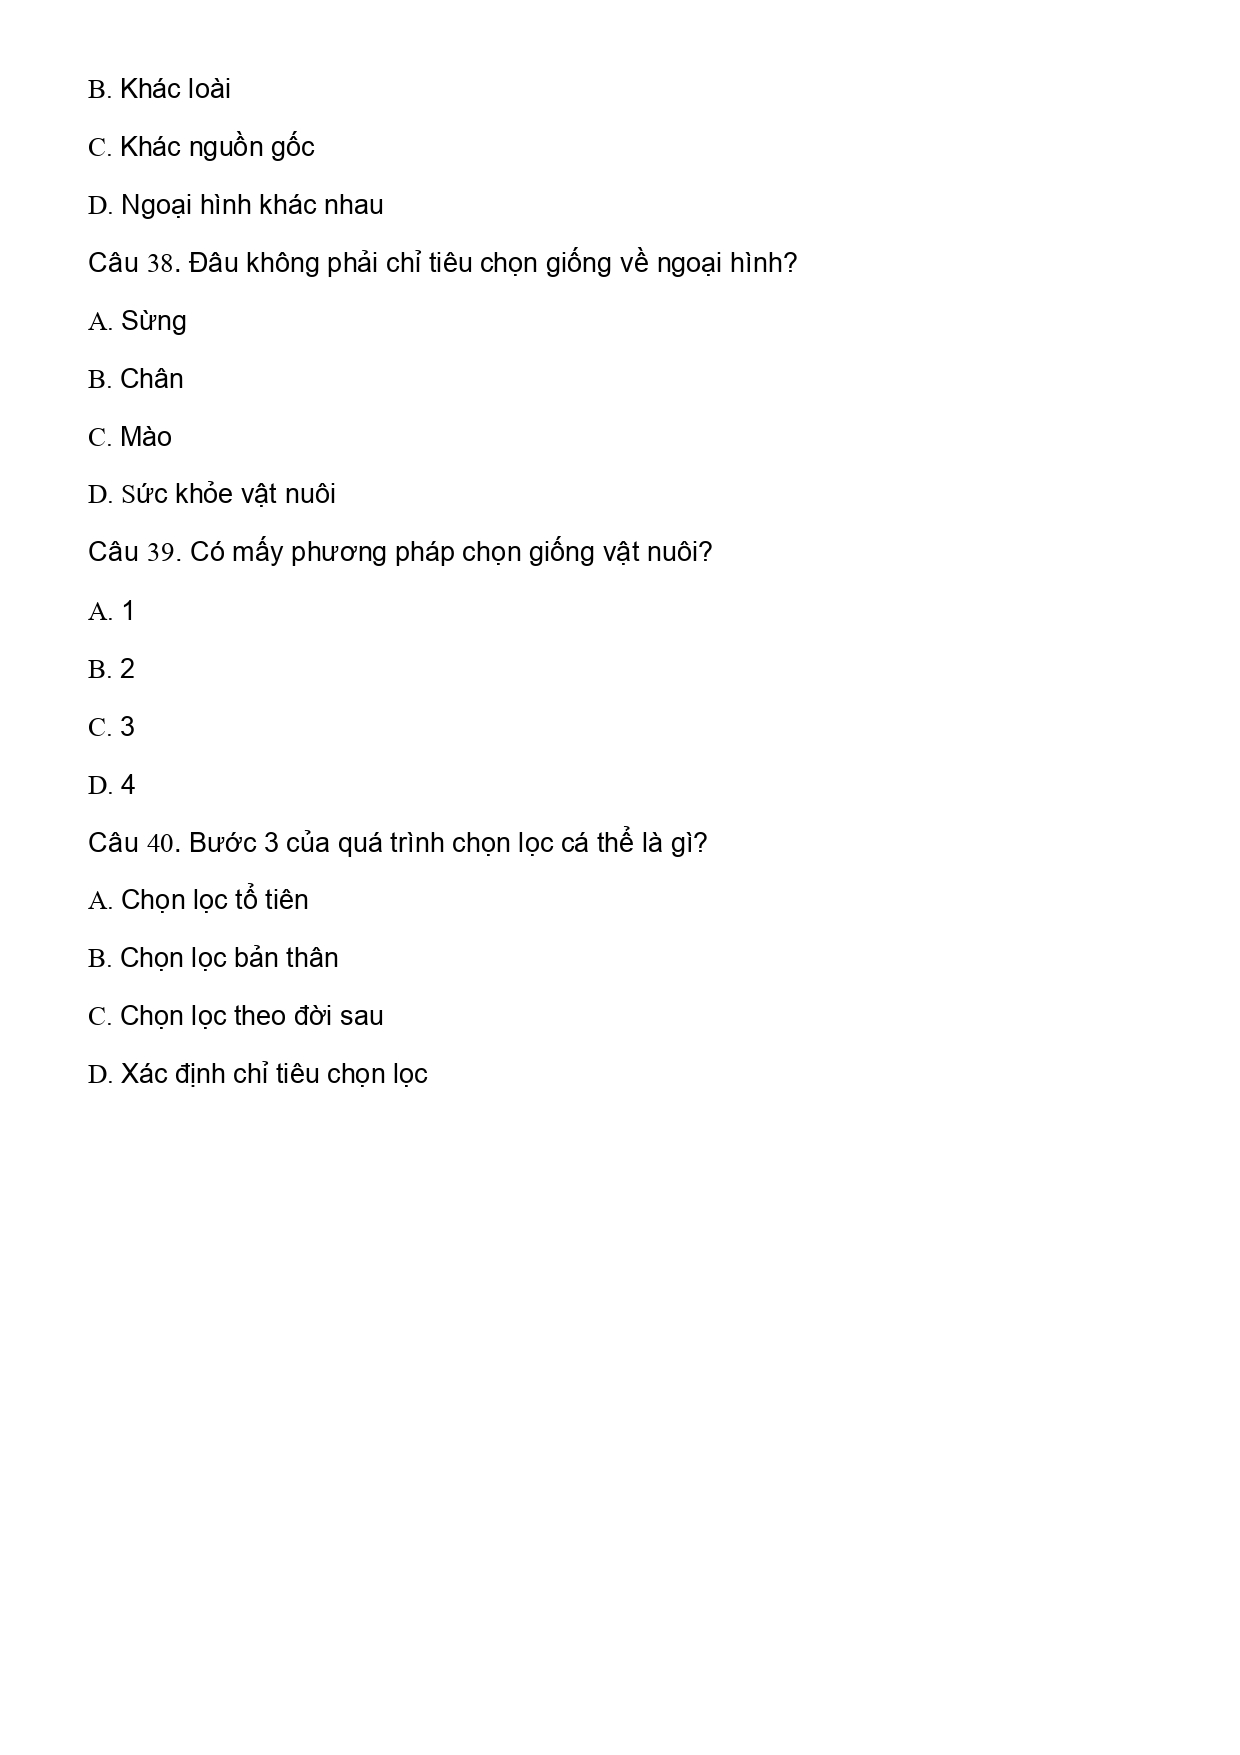 B. Khác loài
C. Khác nguồn gốc
D. Ngoại hình khác nhau
Câu 38. Đâu không phải chỉ tiêu chọn giống về ngoại hình?
A. Sừng
B. Chân
C. Mào
D. Sức khỏe vật nuôi
Câu 39. Có mấy phương pháp chọn giống vật nuôi?
A. 1
B. 2
C. 3
D. 4
Câu 40. Bước 3 của quá trình chọn lọc cá thể là gì?
A. Chọn lọc tổ tiên
B. Chọn lọc bản thân
C. Chọn lọc theo đời sau
D. Xác định chỉ tiêu chọn lọc